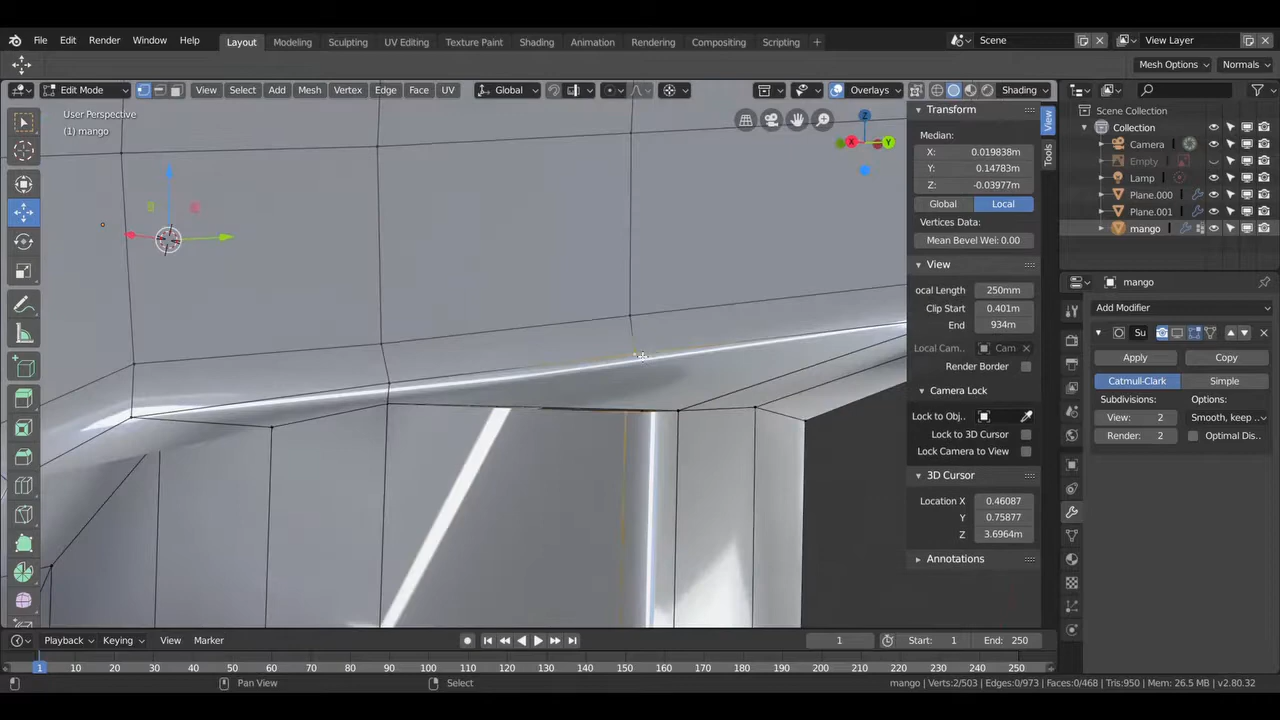 File Edit Render Window Help Layout Modeling Sculpting UV Editing Texture Paint Shading Animation Rendering Compositing Scripting + Scene View Layer
Mesh Options Normals
Edit Mode View Select Add Mesh Vertex Edge Face UV Global Overlays Shading
User Perspective
(1) mango
Z
X
Y
Transform
Median:
X: 0.019838m
Y: 0.14783m
Z: -0.03977m
Global Local
Vertices Data:
Mean Bevel Wei: 0.00
View
ocal Length 250mm
Clip Start 0.401m
End 934m
Local Cam.. Cam
Render Border
Camera Lock
Lock to Obj..
Lock to 3D Cursor
Lock Camera to View
3D Cursor
Location X 0.46087
Y 0.75877
Z 3.6964m
Annotations
View
Tools
Scene Collection
Collection
Camera
Empty
Lamp
Plane.000
Plane.001
mango
mango
Add Modifier
Su
Apply Copy
Catmull-Clark Simple
Subdivisions: Options:
View: 2 Smooth, keep ..
Render: 2 Optimal Dis..
Playback Keying View Marker 1 Start: 1 End: 250
1 10 20 30 40 50 60 70 80 90 100 110 120 130 140 150 160 170 180 190 200 210 220 230 240 250
Pan View Select mango | Verts:2/503 | Edges:0/973 | Faces:0/468 | Tris:950 | Mem: 26.5 MB | v2.80.32